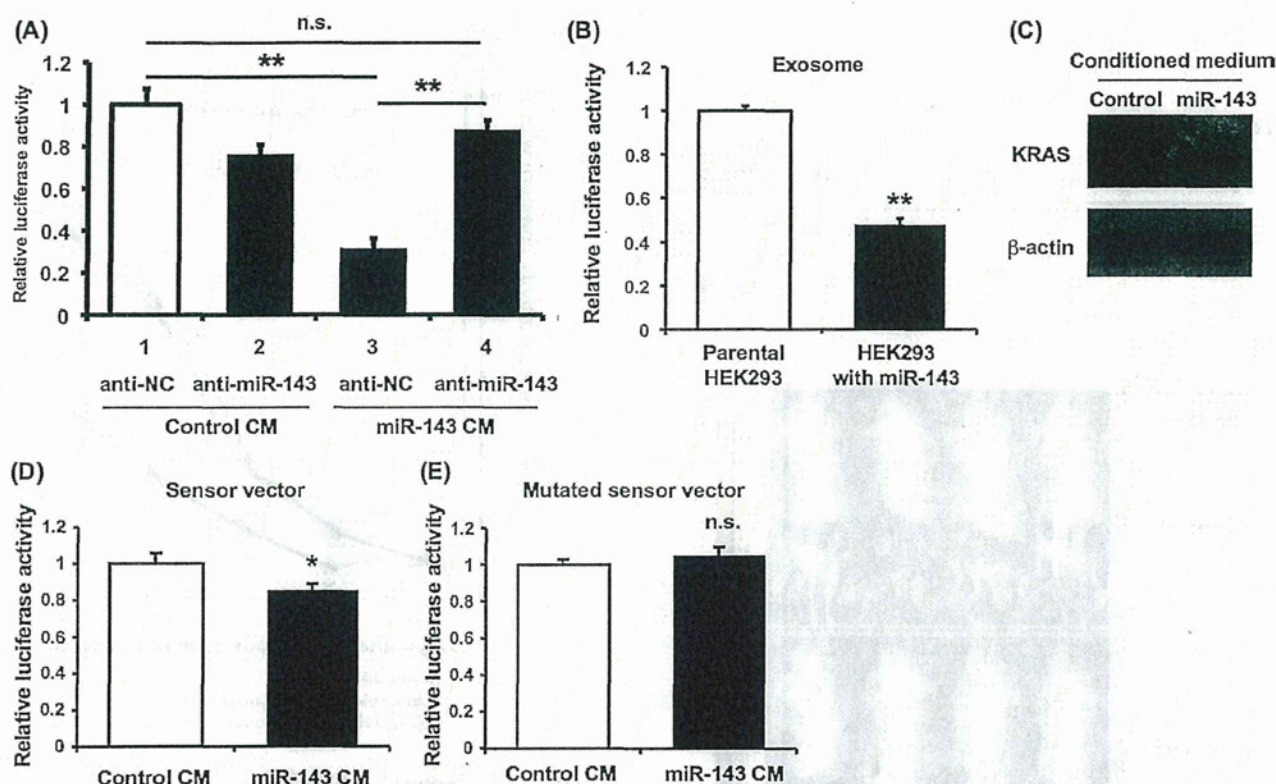 (A)
n.s.
**
**
Relative luciferase activity
1.2
1
0.8
0.6
0.4
0.2
0
1 2 3 4
anti-NC anti-miR-143 anti-NC anti-miR-143
Control CM miR-143 CM
(B)
Exosome
Relative luciferase activity
1.2
1
0.8
0.6
0.4
0.2
0
**
Parental HEK293
HEK293 with miR-143
(C)
Conditioned medium
Control miR-143
KRAS
β-actin
(D)
Sensor vector
Relative luciferase activity
1.2
1
0.8
0.6
0.4
0.2
0
*
Control CM miR-143 CM
(E)
Mutated sensor vector
n.s.
Relative luciferase activity
1.2
1
0.8
0.6
0.4
0.2
0
Control CM miR-143 CM